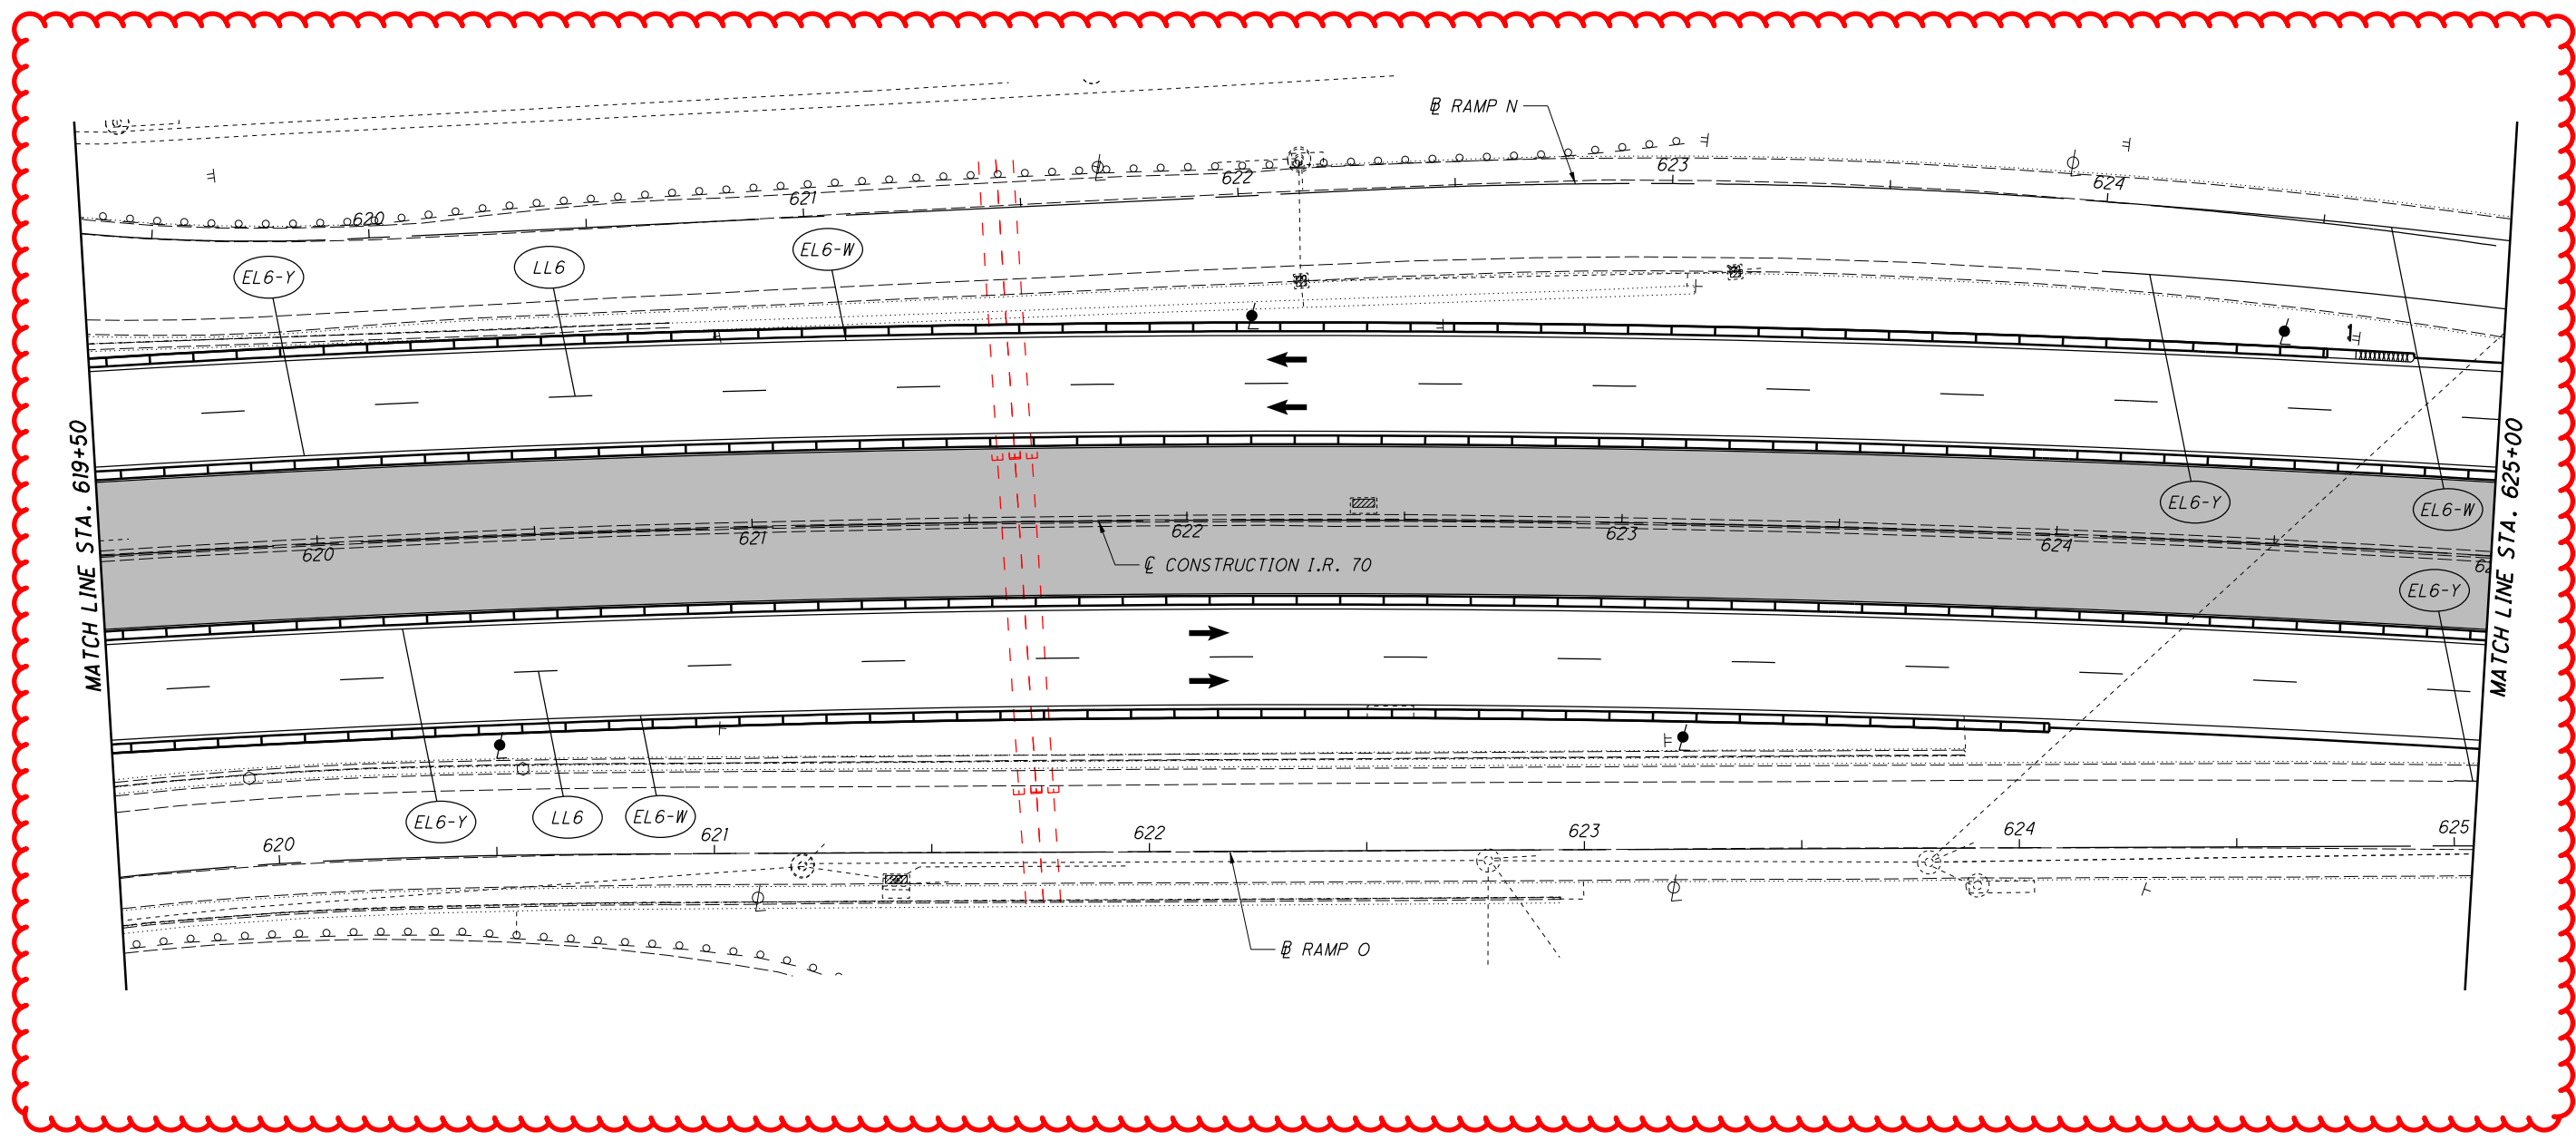 ℄ RAMP N
620
621
622
623
624
EL6-Y
LL6
EL6-W
1
MATCH LINE STA. 619+50
MATCH LINE STA. 625+00
620
621
622
623
624
EL6-Y
EL6-W
℄ CONSTRUCTION I.R. 70
EL6-Y
EL6-Y
LL6
EL6-W
620
621
622
623
624
625
℄ RAMP O